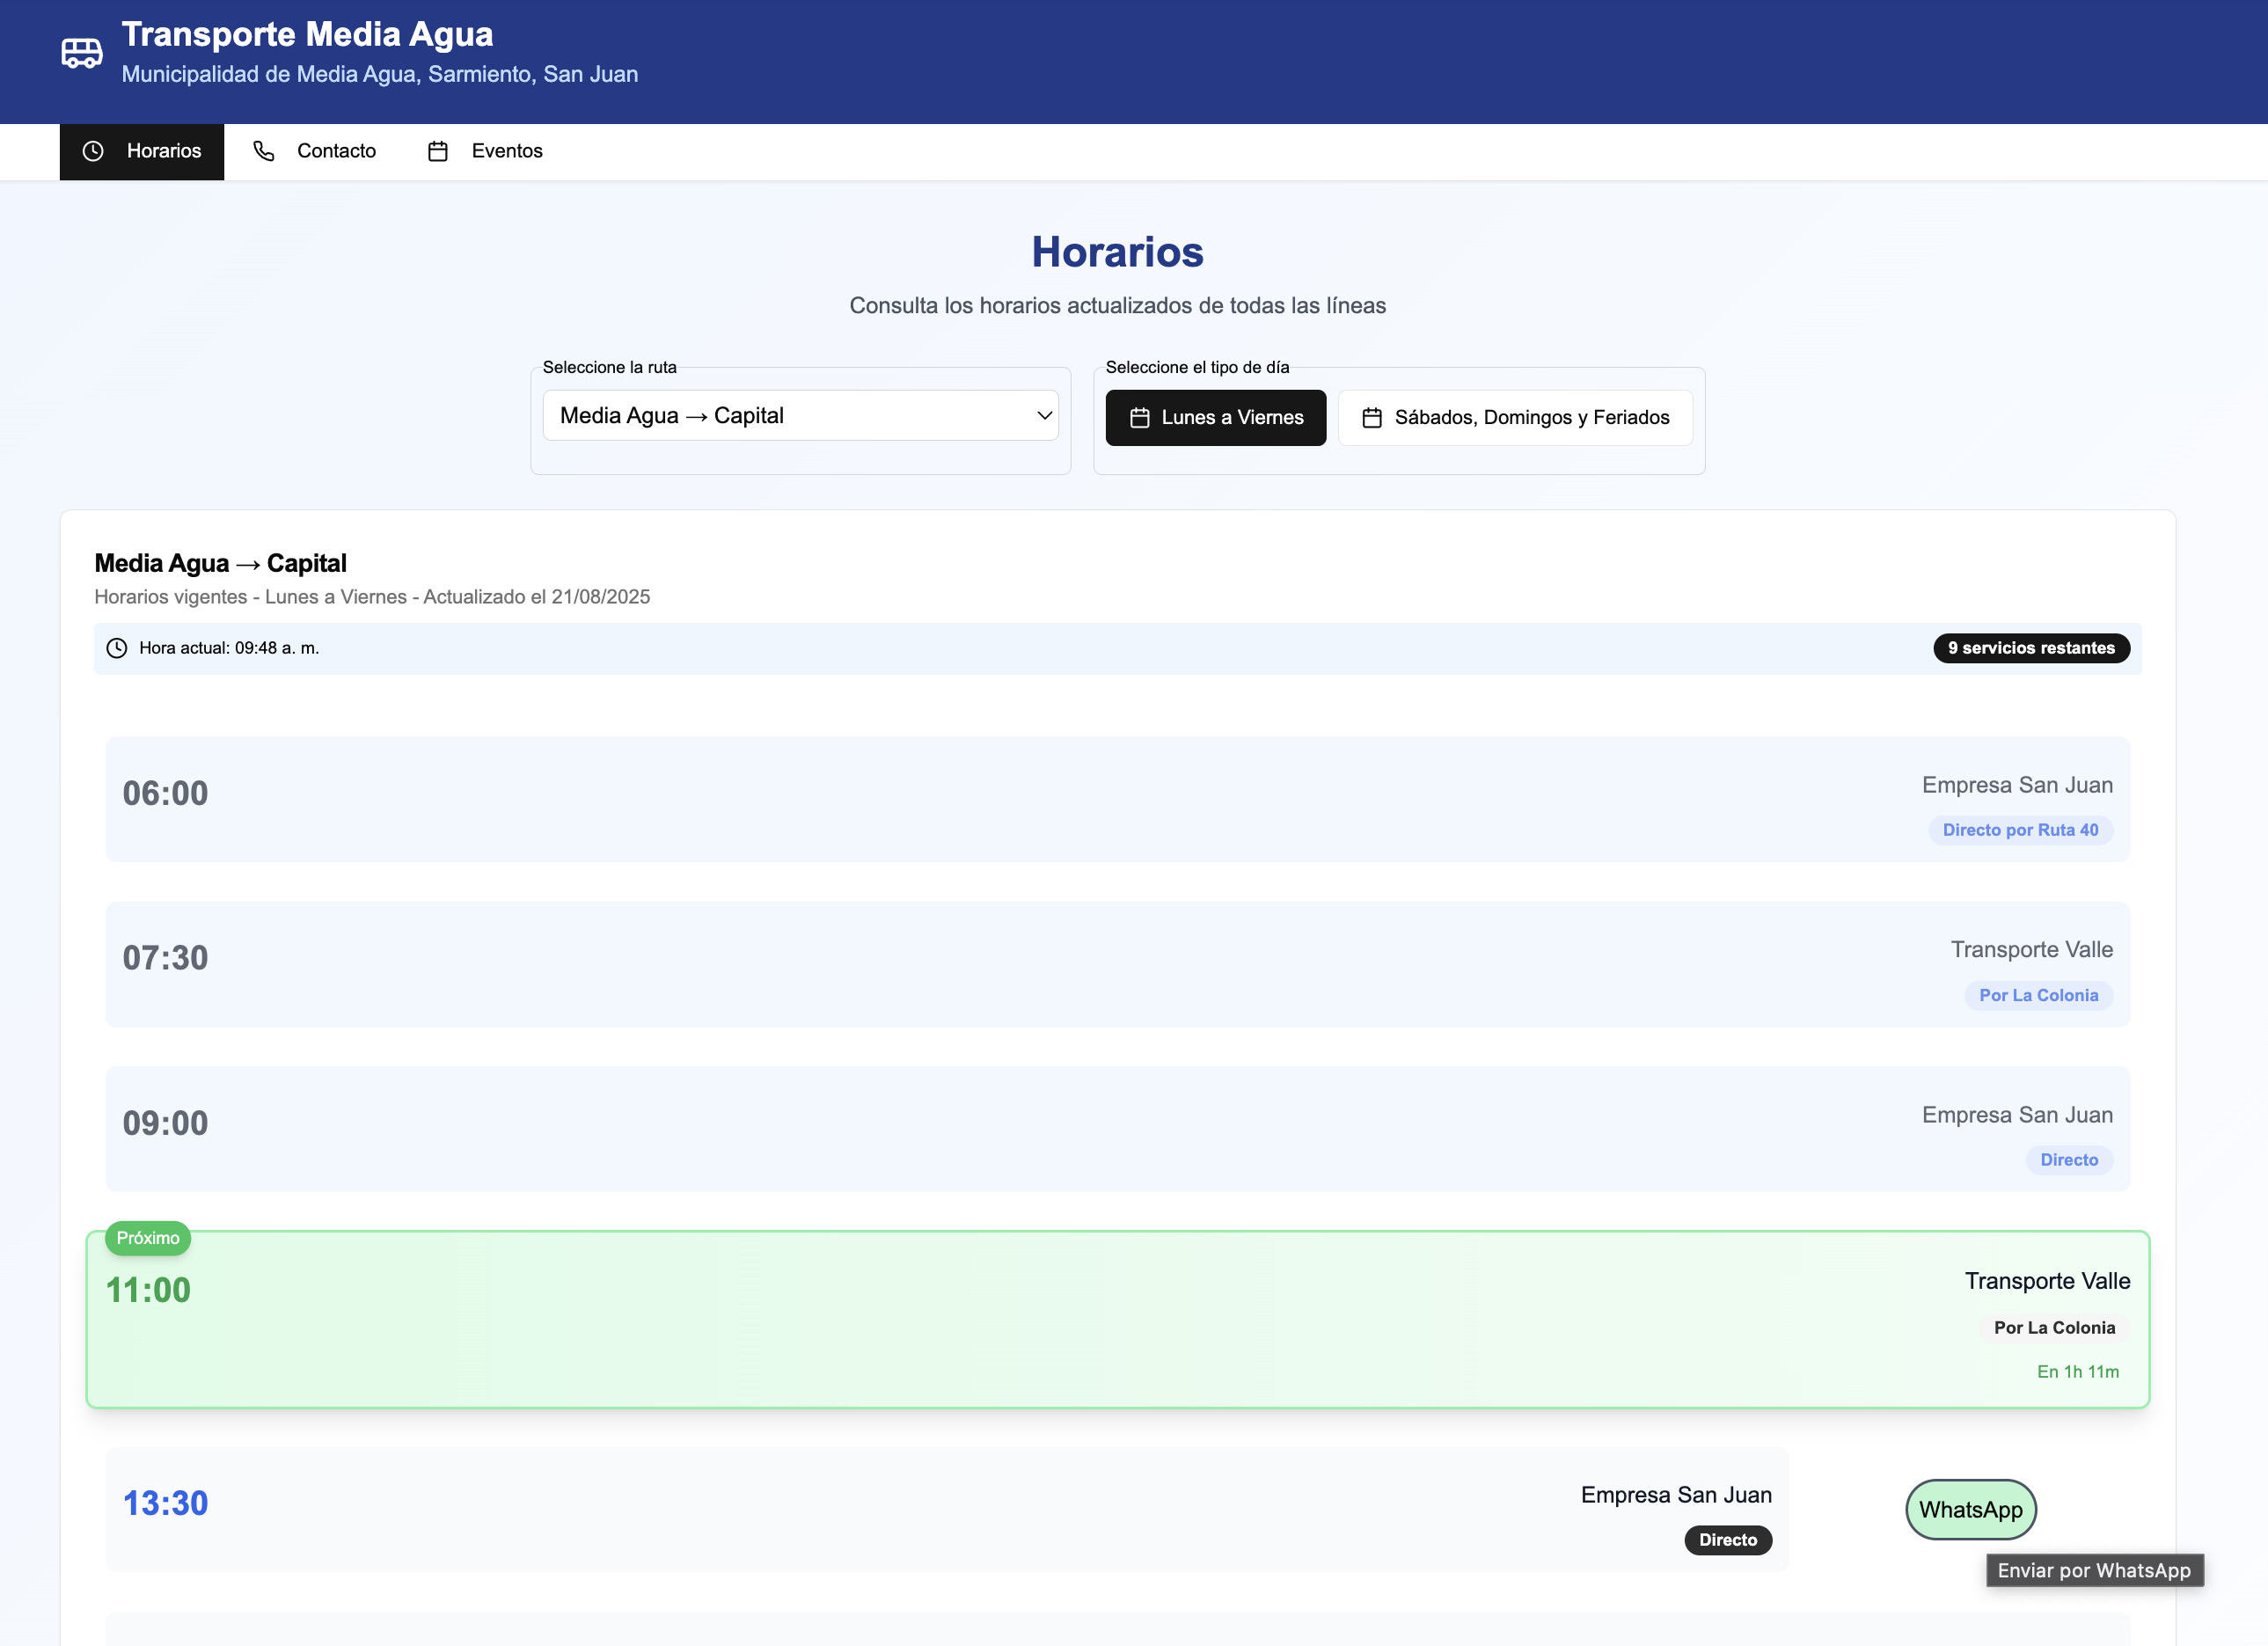 Transporte Media Agua
Municipalidad de Media Agua, Sarmiento, San Juan
Horarios
Contacto
Eventos
Horarios
Consulta los horarios actualizados de todas las líneas
Seleccione la ruta
Media Agua → Capital
Seleccione el tipo de día
Lunes a Viernes
Sábados, Domingos y Feriados
Media Agua → Capital
Horarios vigentes - Lunes a Viernes - Actualizado el 21/08/2025
Hora actual: 09:48 a. m.
9 servicios restantes
06:00
Empresa San Juan
Directo por Ruta 40
07:30
Transporte Valle
Por La Colonia
09:00
Empresa San Juan
Directo
Próximo
11:00
Transporte Valle
Por La Colonia
En 1h 11m
13:30
Empresa San Juan
Directo
WhatsApp
Enviar por WhatsApp